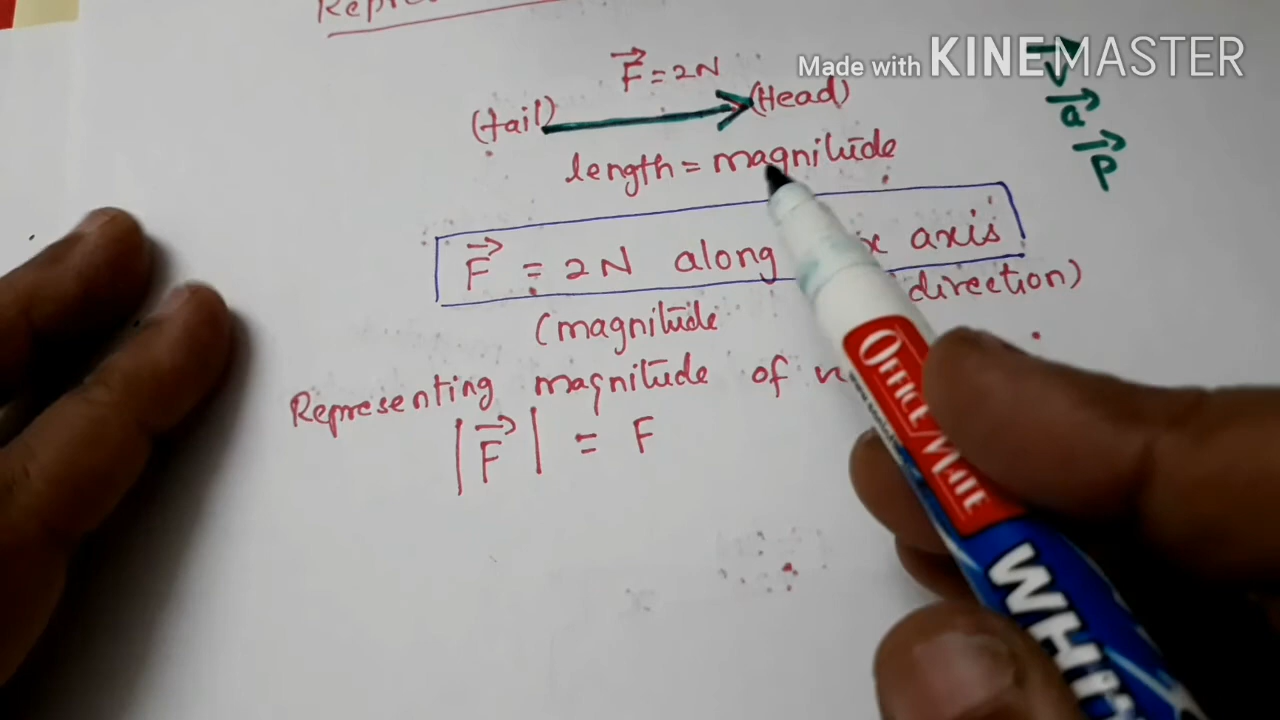 F = 2N
Made with KINEMASTER
(tail)
(Head)
length = magnitude
V
a
P
F = 2N along x axis
(magnitude
direction)
Representing magnitude of
|F| = F
OFFICE MATE
WHI